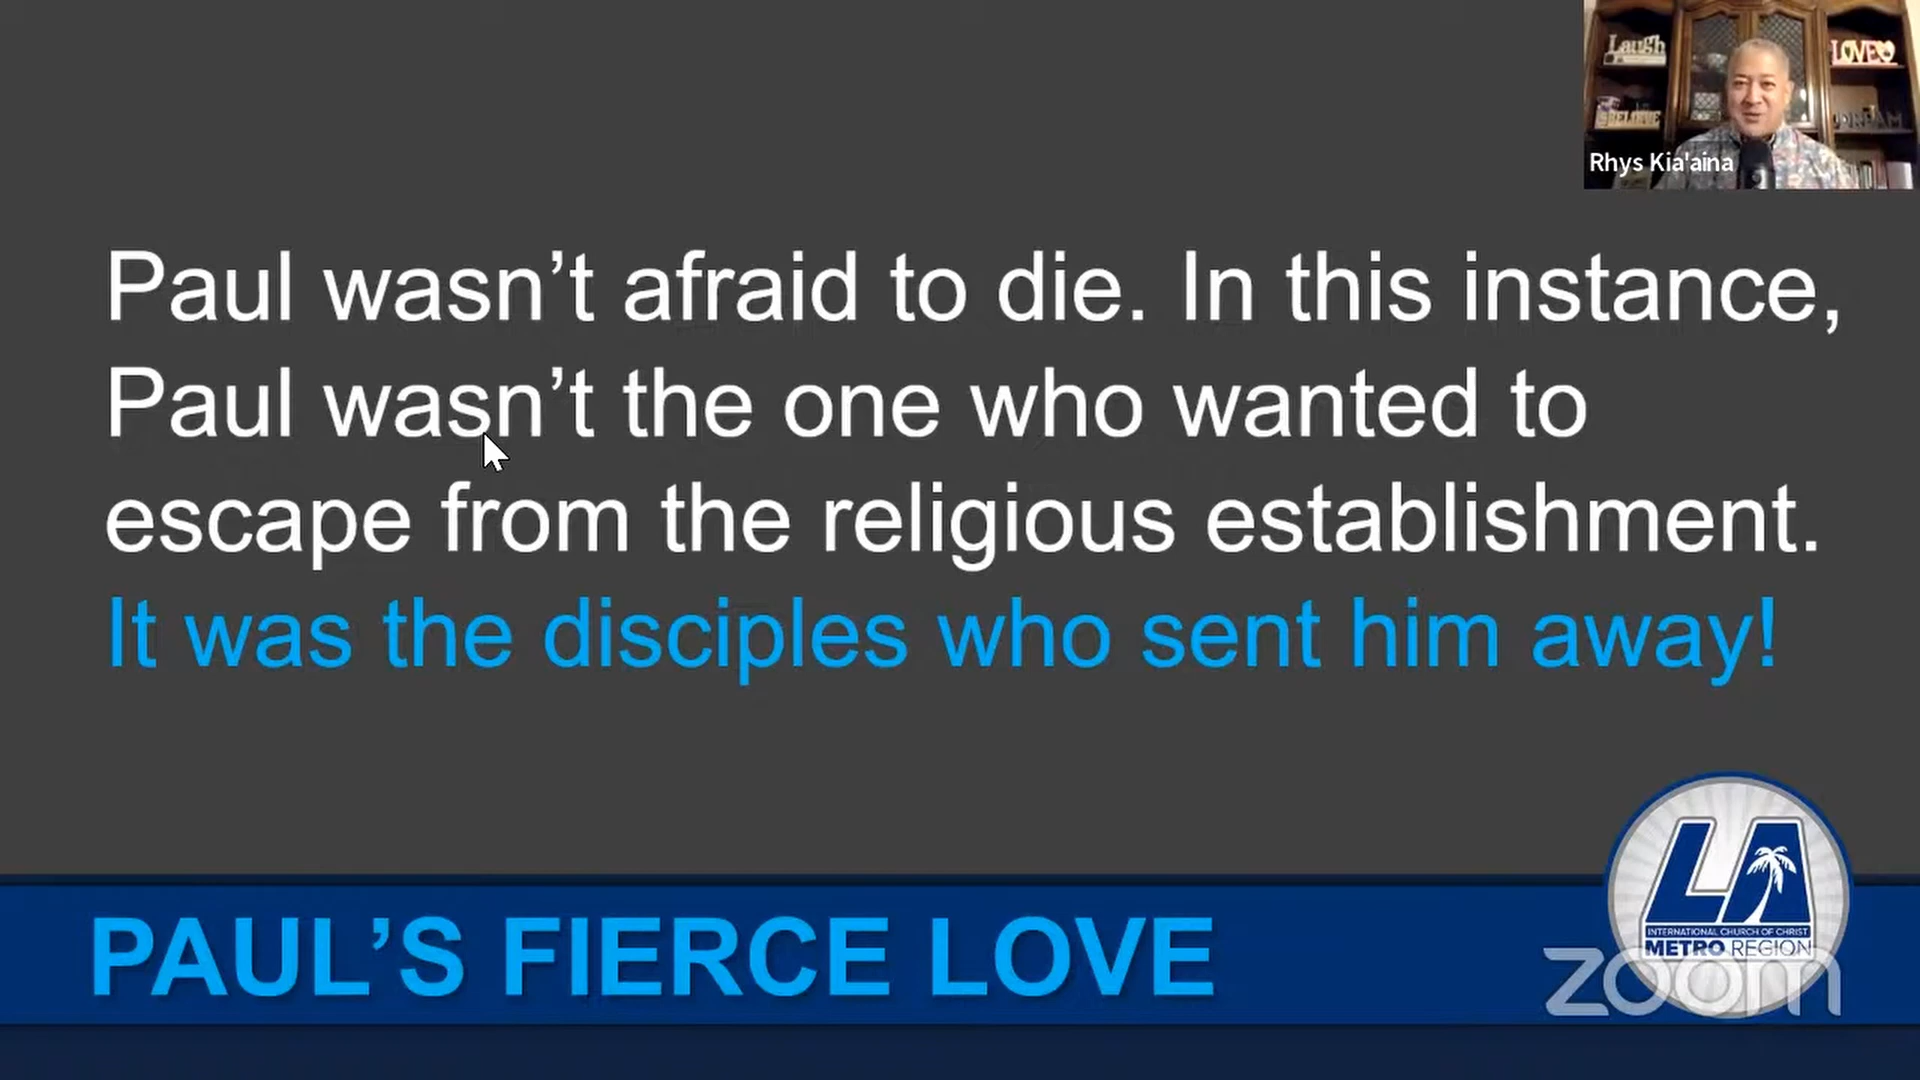 Laugh
LOVE
BELIEVE
DREAM
Rhys Kia'aina
Paul wasn’t afraid to die. In this instance,
Paul wasn’t the one who wanted to
escape from the religious establishment.
It was the disciples who sent him away!
PAUL’S FIERCE LOVE
LA
INTERNATIONAL CHURCH OF CHRIST
METRO REGION
zoom